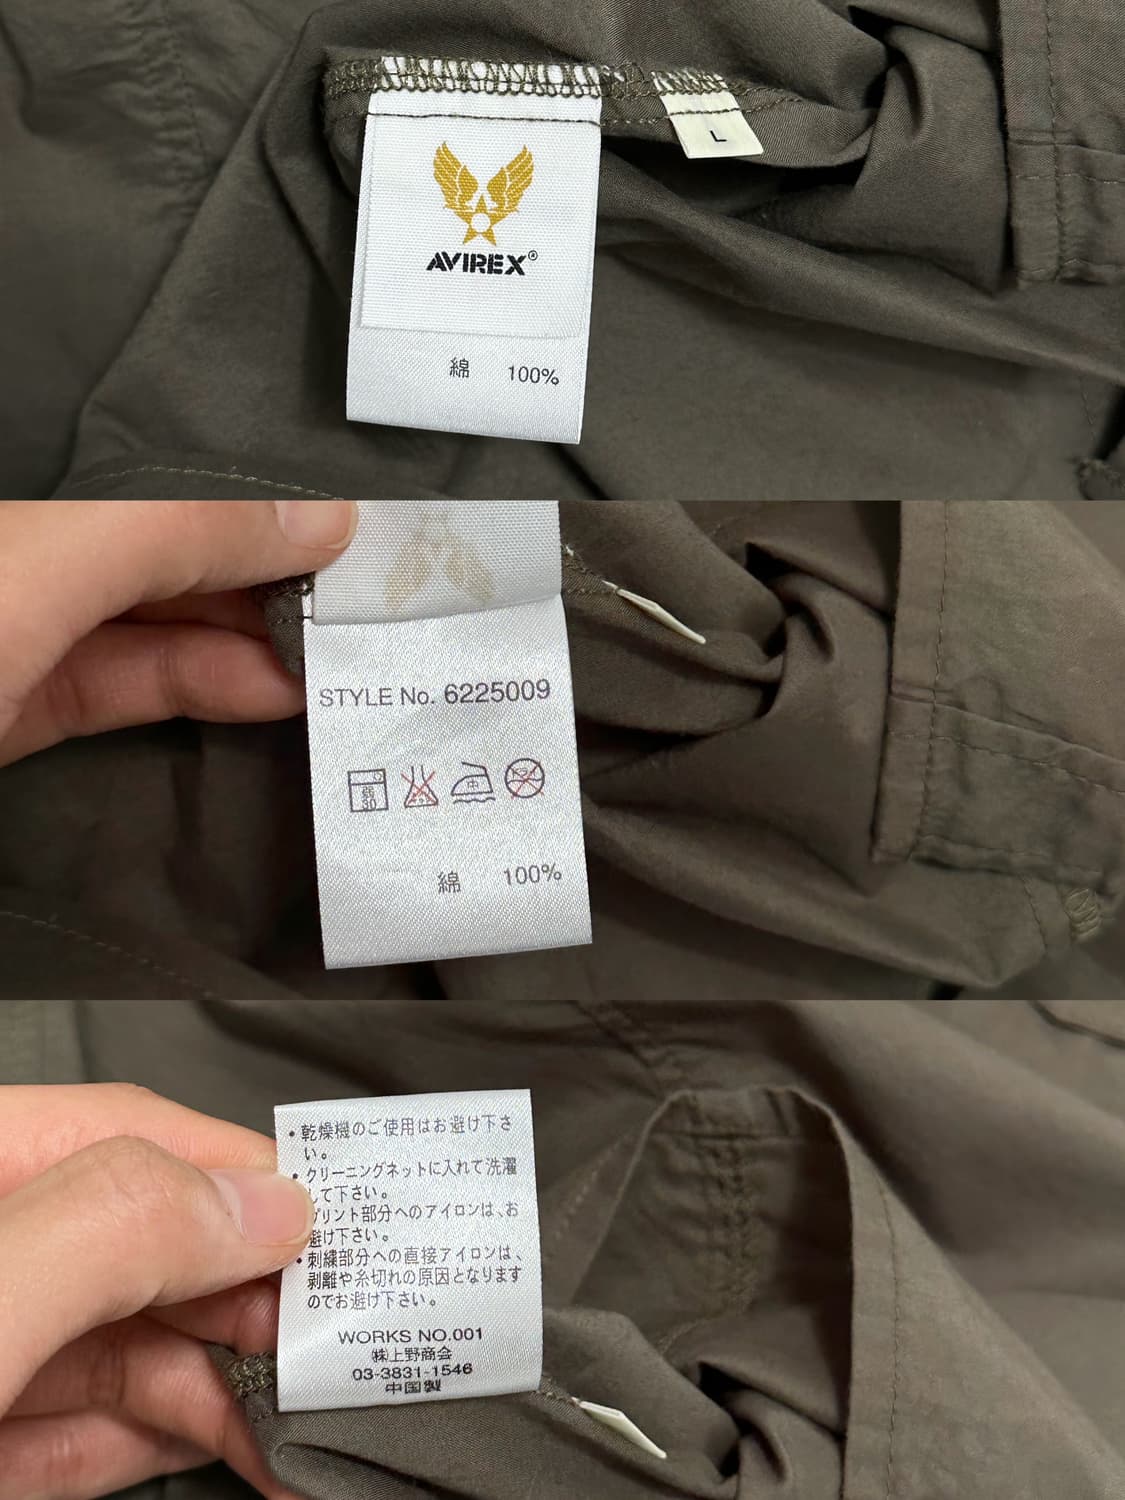 L
AVIREX®
綿 100%
STYLE No. 6225009
弱
30
中
綿 100%
・乾燥機のご使用はお避け下さ
い。
・クリーニングネットに入れて洗濯
して下さい。
プリント部分へのアイロンは、お
避け下さい。
・刺繍部分への直接アイロンは、
剥離や糸切れの原因となります
のでお避け下さい。
WORKS NO.001
㈱上野商会
03-3831-1546
中国製